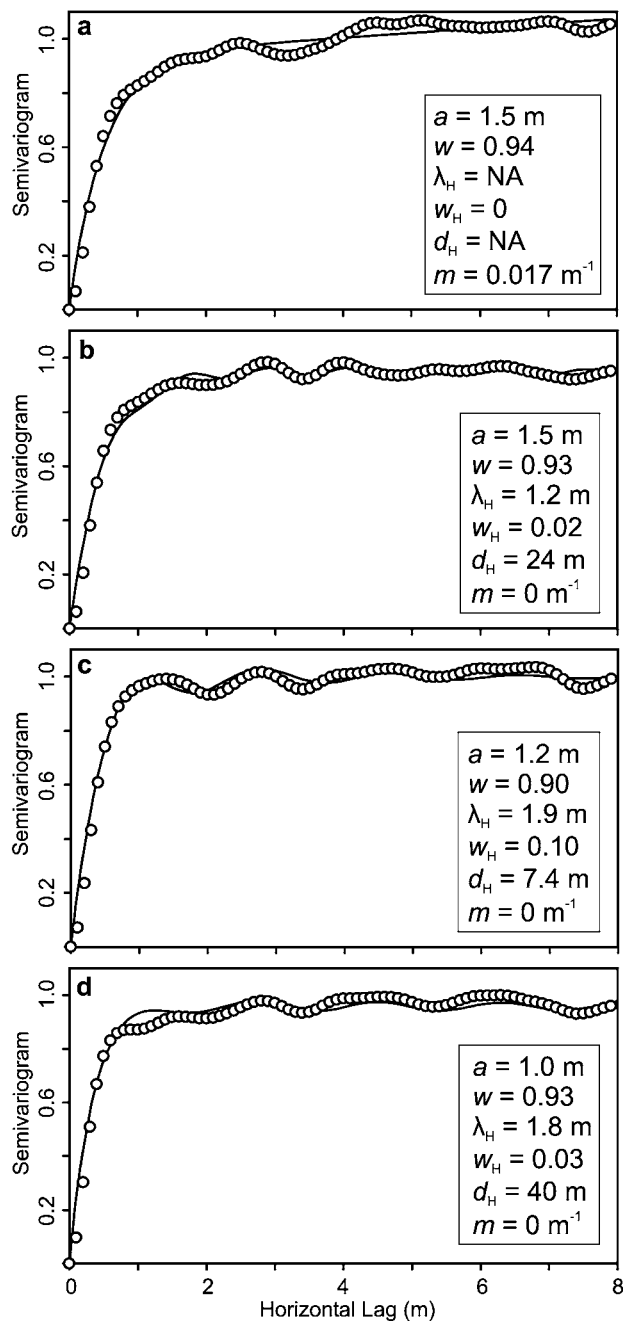 a
Semivariogram
1.0
0.6
0.2
a = 1.5 m
w = 0.94
λH = NA
wH = 0
dH = NA
m = 0.017 m⁻¹
b
Semivariogram
1.0
0.6
0.2
a = 1.5 m
w = 0.93
λH = 1.2 m
wH = 0.02
dH = 24 m
m = 0 m⁻¹
c
Semivariogram
1.0
0.6
0.2
a = 1.2 m
w = 0.90
λH = 1.9 m
wH = 0.10
dH = 7.4 m
m = 0 m⁻¹
d
Semivariogram
1.0
0.6
0.2
a = 1.0 m
w = 0.93
λH = 1.8 m
wH = 0.03
dH = 40 m
m = 0 m⁻¹
0 2 4 6 8
Horizontal Lag (m)